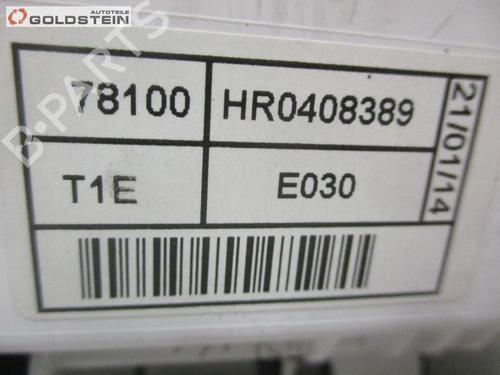 AUTOTEILE
GOLDSTEIN
B-PARTS
78100 HR0408389
T1E E030
21/01/14